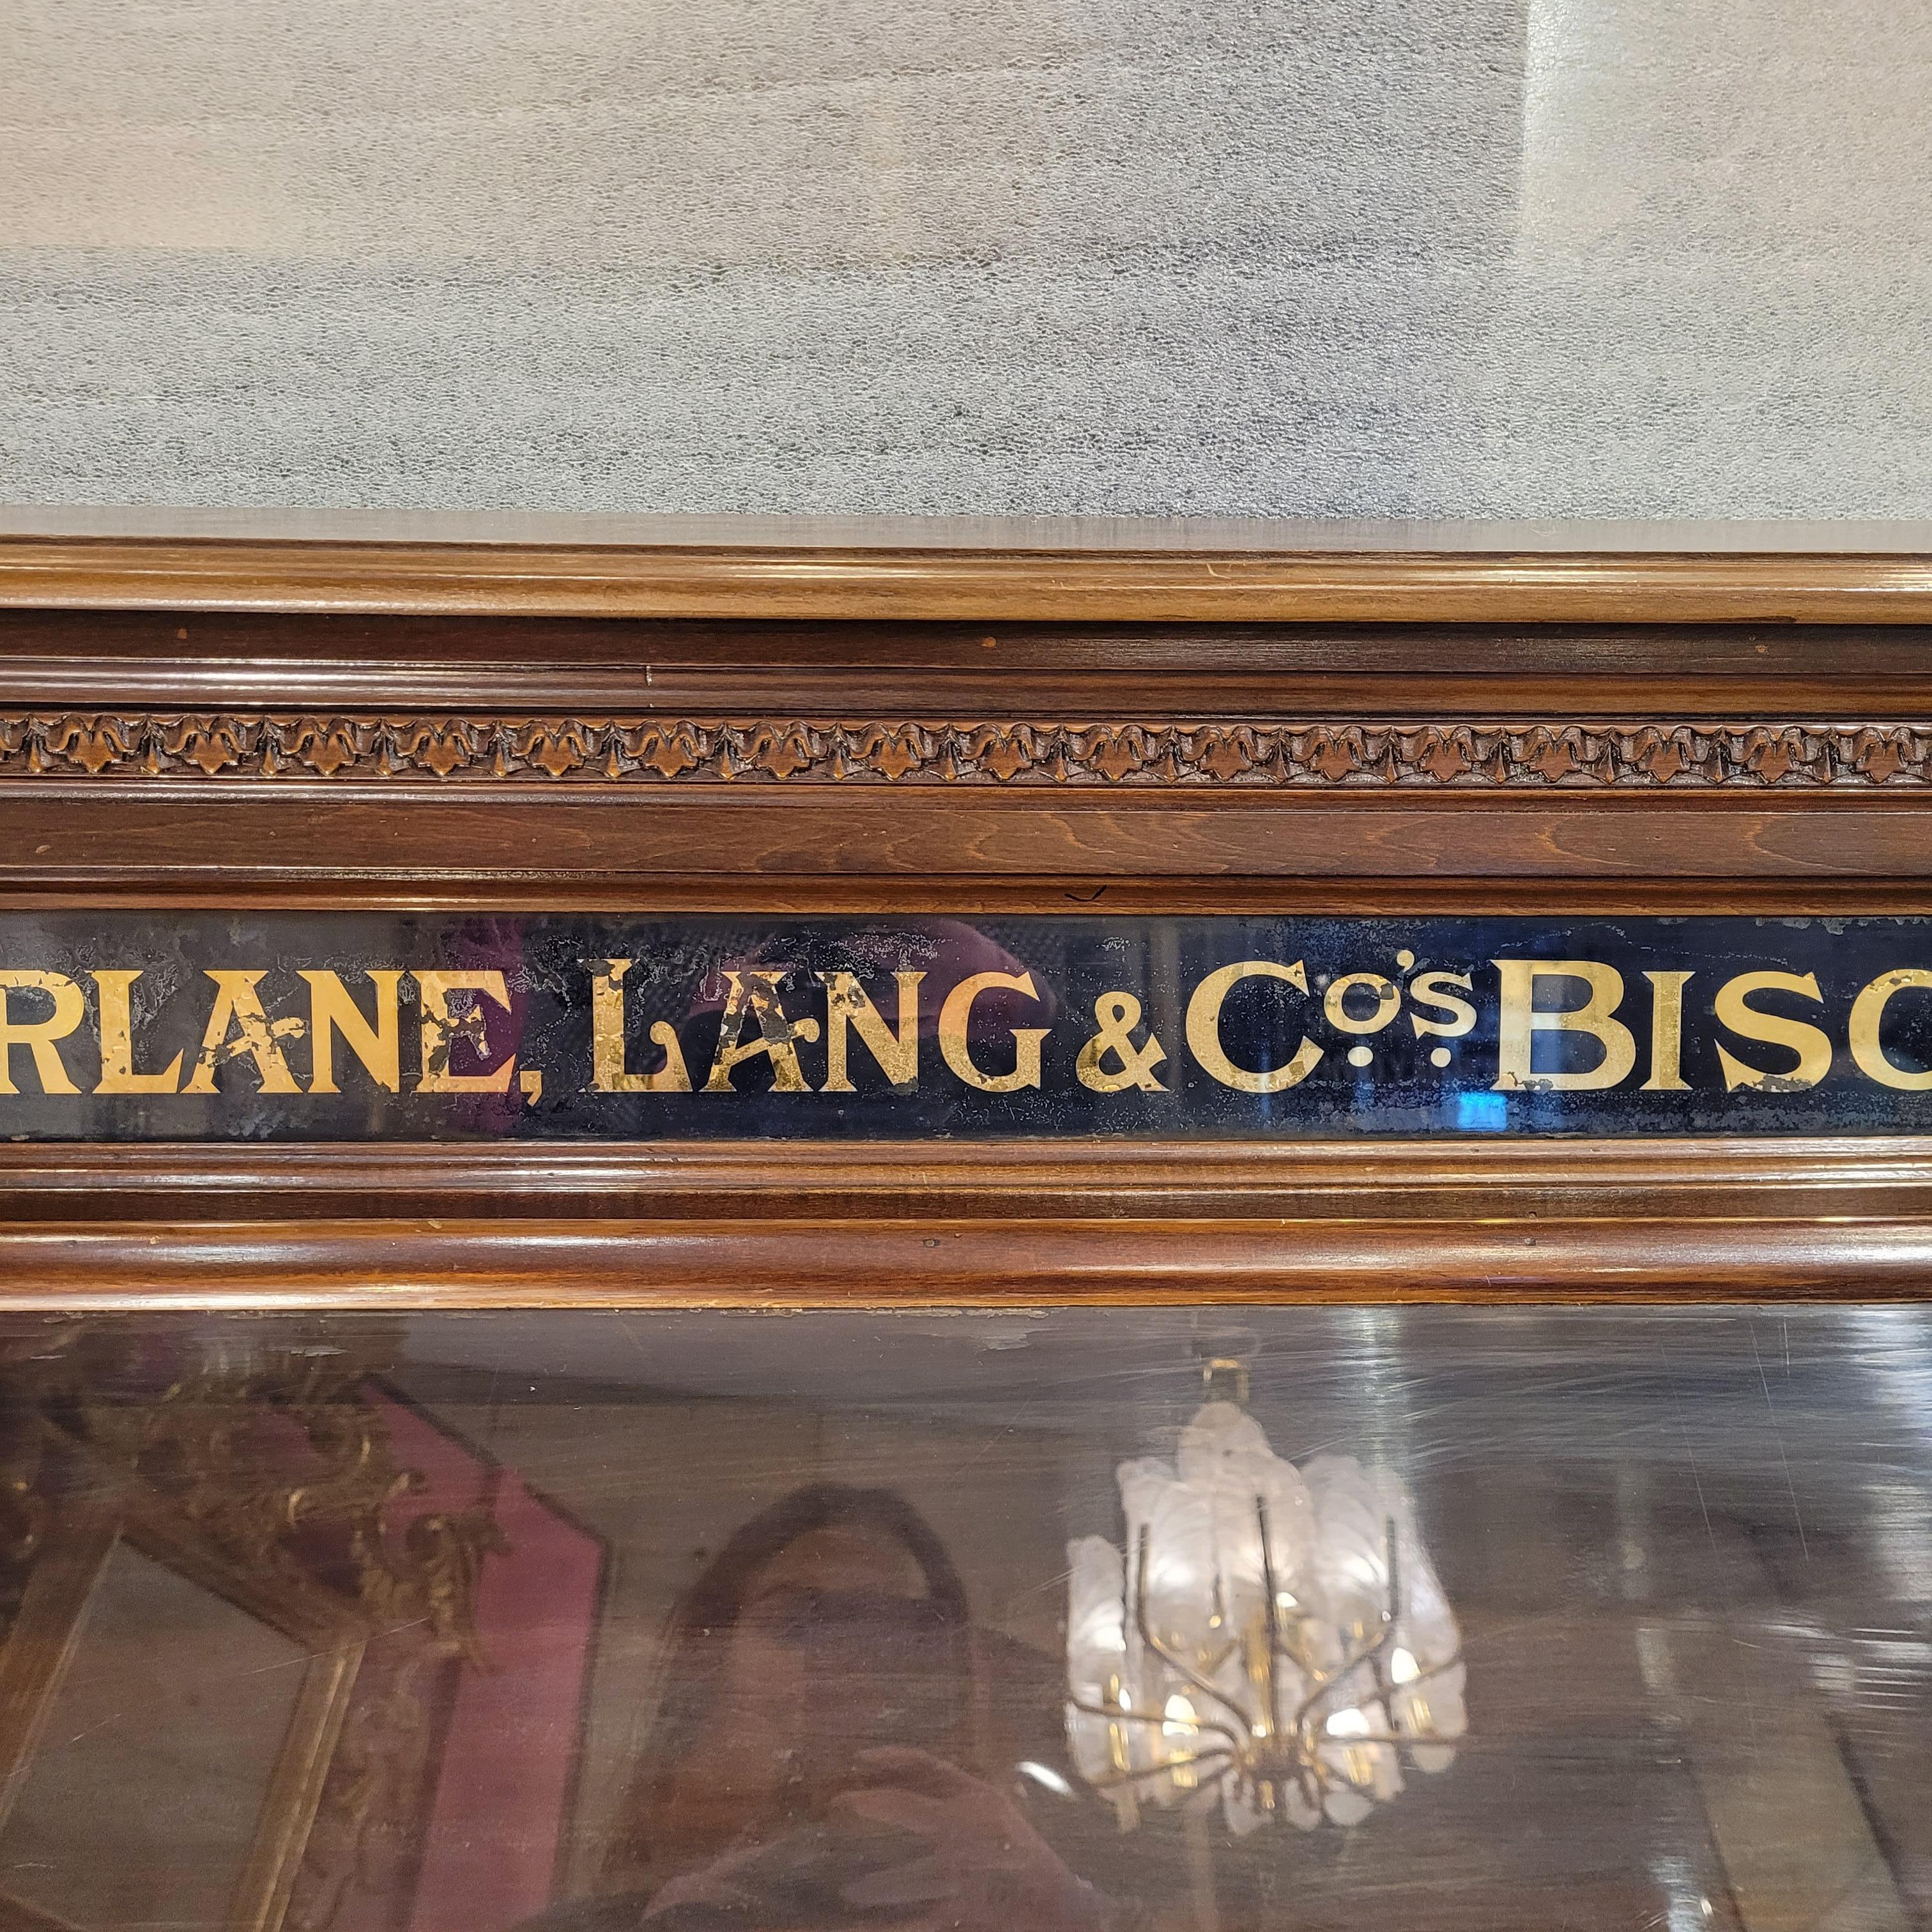 RLANE, LANG & Co's BISC